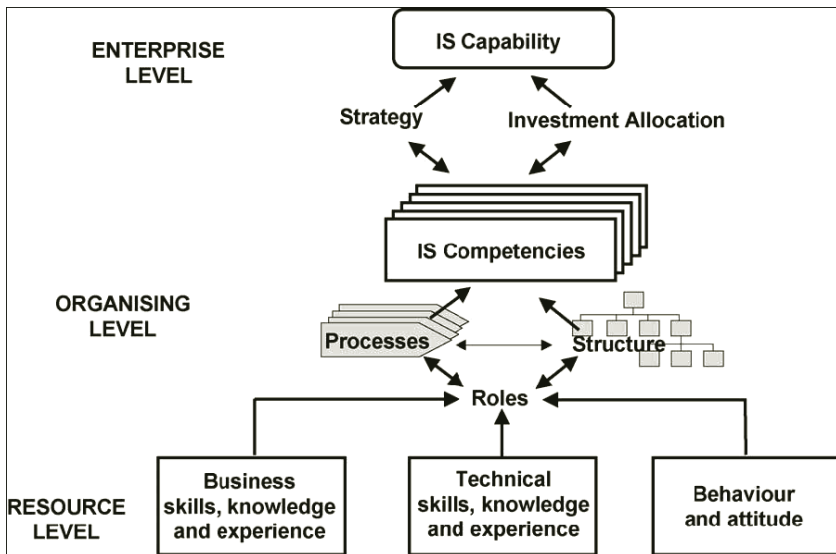 ENTERPRISE
LEVEL
IS Capability
Strategy
Investment Allocation
IS Competencies
ORGANISING
LEVEL
Processes
Structure
Roles
RESOURCE
LEVEL
Business
skills, knowledge
and experience
Technical
skills, knowledge
and experience
Behaviour
and attitude